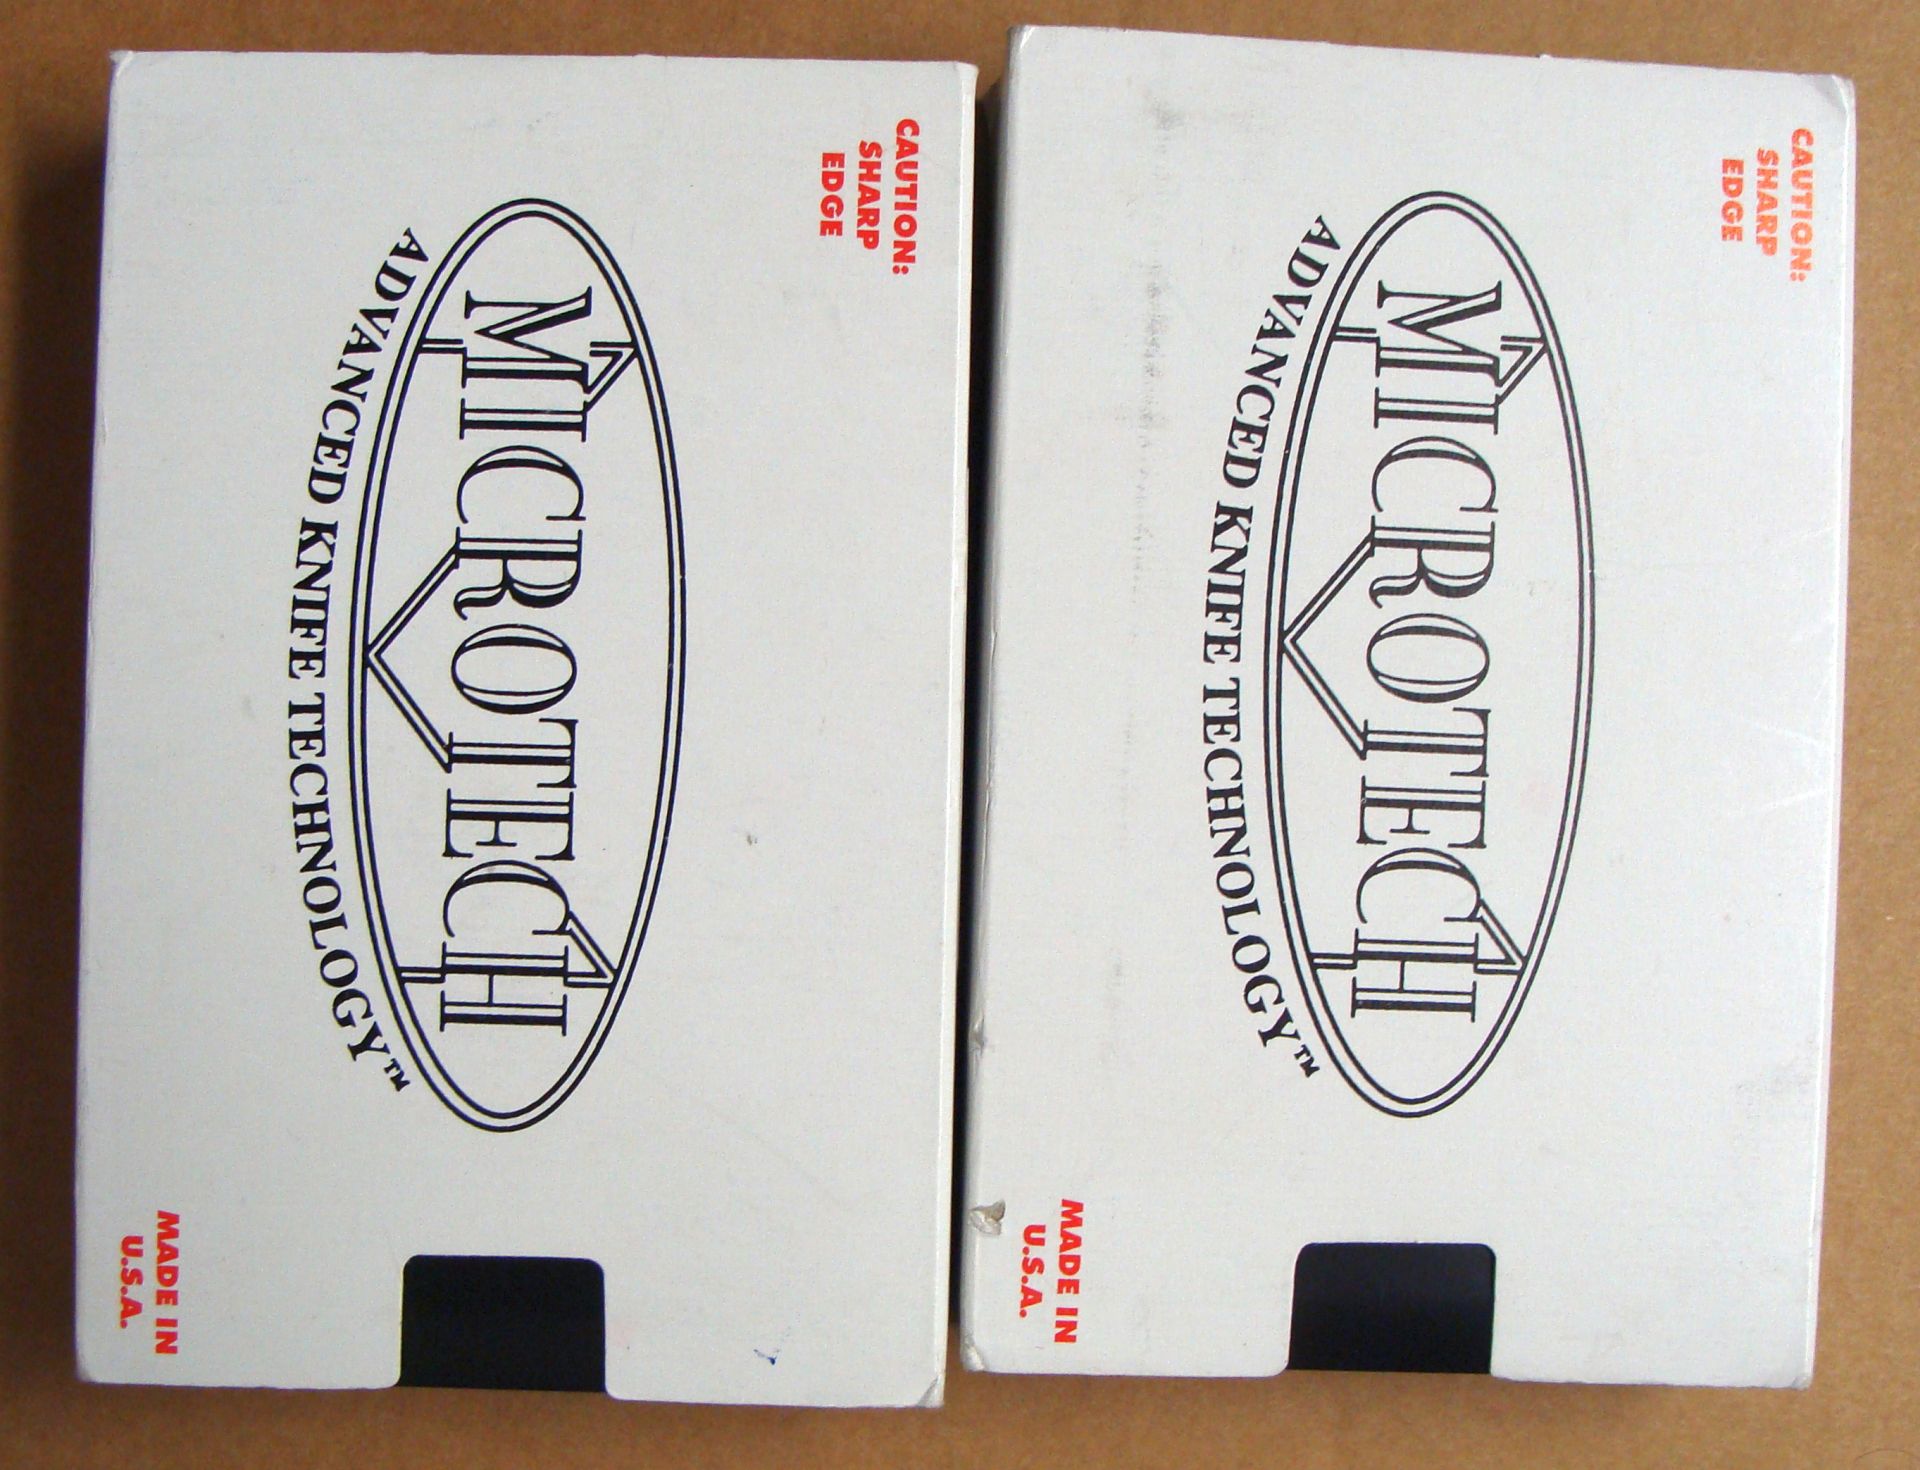 CAUTION:
SHARP
EDGE
MICROTECH
ADVANCED KNIFE TECHNOLOGY™
MADE IN
U.S.A.
CAUTION:
SHARP
EDGE
MICROTECH
ADVANCED KNIFE TECHNOLOGY™
MADE IN
U.S.A.